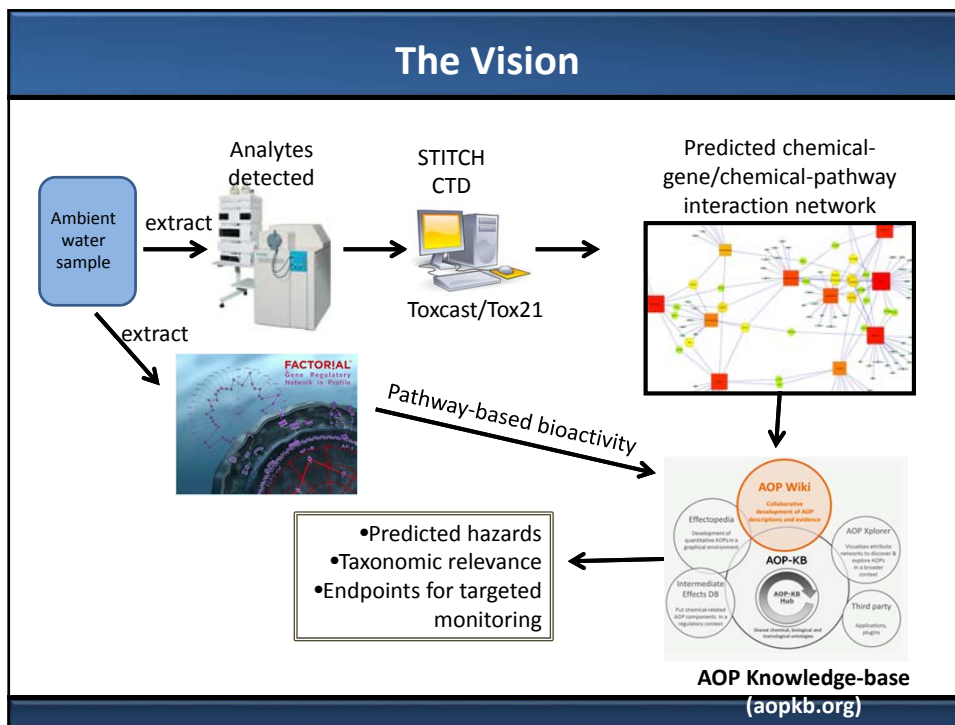 The Vision
Ambient
water
sample
extract
extract
Analytes
detected
STITCH
CTD
Toxcast/Tox21
Predicted chemical-
gene/chemical-pathway
interaction network
FACTOR!AL™
Gene Regulatory
Network in Profile
Pathway-based bioactivity
AOP Wiki
Collaborative
development of AOP
descriptions and evidence
Effectopedia
Development of
quantitative AOPs in a
graphical environment
AOP Xplorer
Visualizes attribute
networks to discover &
explore AOPs
in a broader
context
AOP-KB
AOP-KB
Hub
Shared chemical, biological and
toxicological ontologies
Intermediate
Effects DB
Put chemical-related
AOP components in a
regulatory context
Third party
Applications,
plugins
•Predicted hazards
•Taxonomic relevance
•Endpoints for targeted
monitoring
AOP Knowledge-base
(aopkb.org)